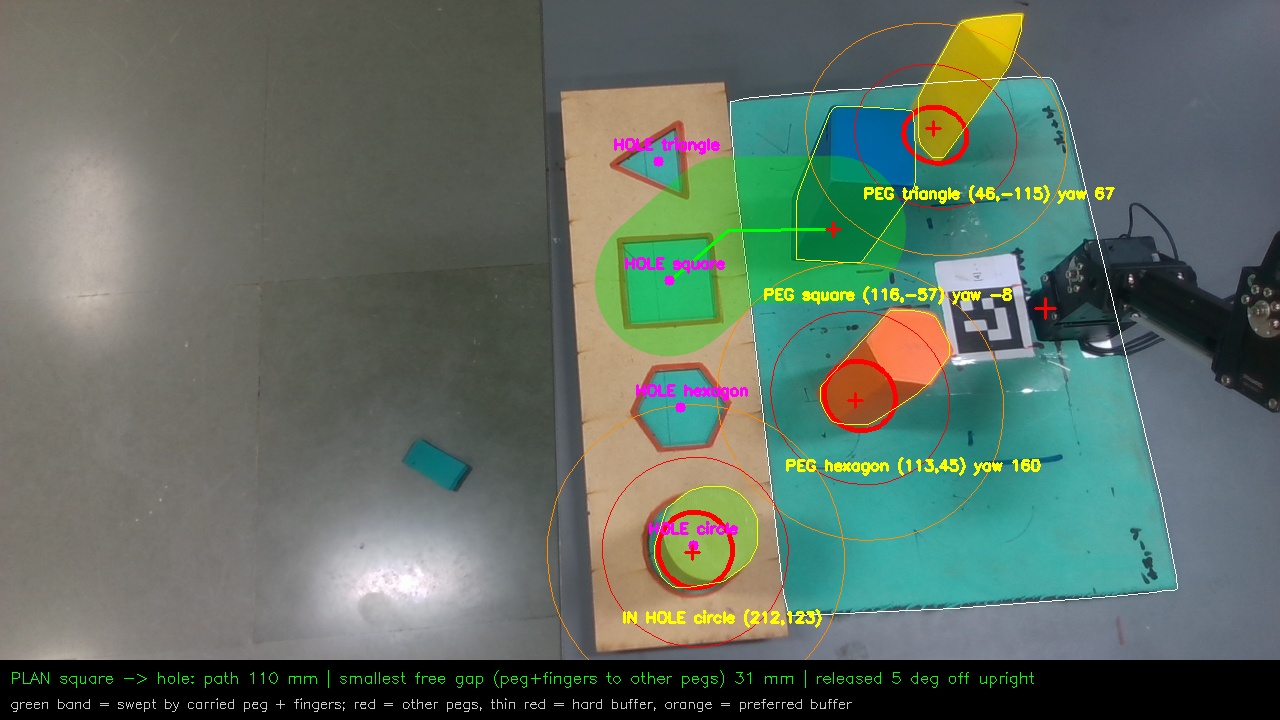 HOLE triangle
PEG triangle (46,-115) yaw 67
HOLE square
PEG square (116,-57) yaw -8
HOLE hexagon
PEG hexagon (113,45) yaw 160
HOLE circle
IN HOLE circle (212,123)
PLAN square -> hole: path 110 mm | smallest free gap (peg+fingers to other pegs) 31 mm | released 5 deg off upright
green band = swept by carried peg + fingers; red = other pegs, thin red = hard buffer, orange = preferred buffer